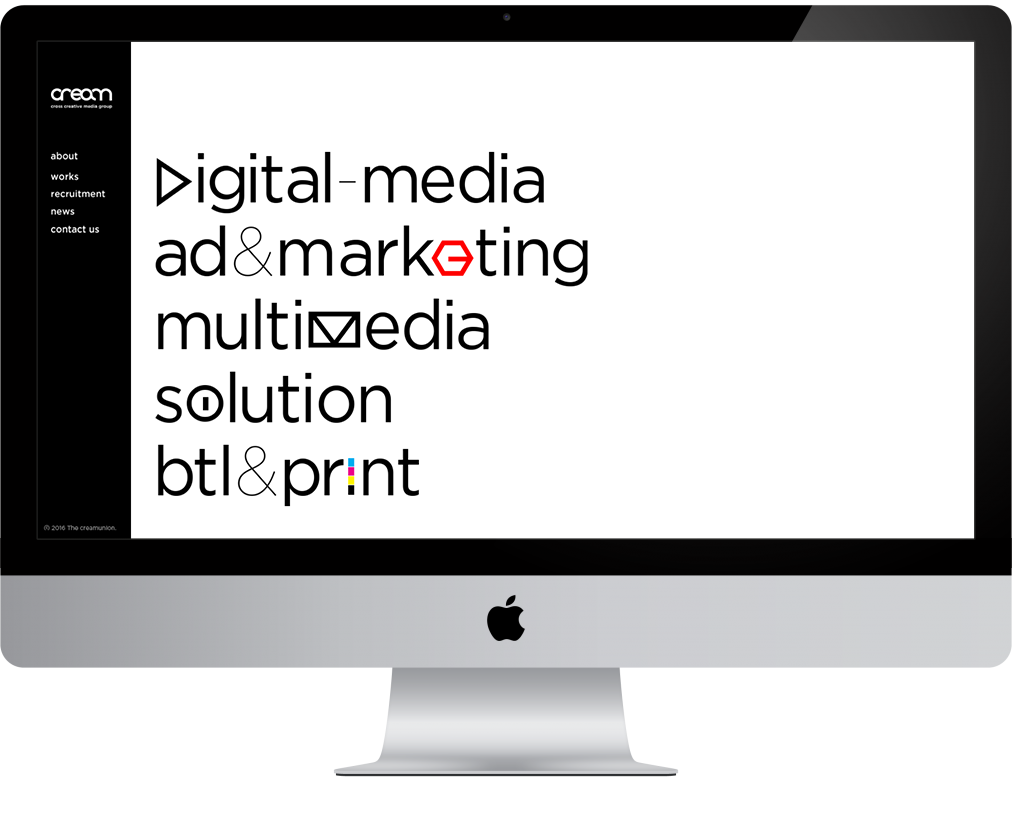 cream
cross creative media group
about
works
recruitment
news
contact us
Digital-media
ad&marketing
multimedia
solution
btl&print
© 2016 The creamunion.